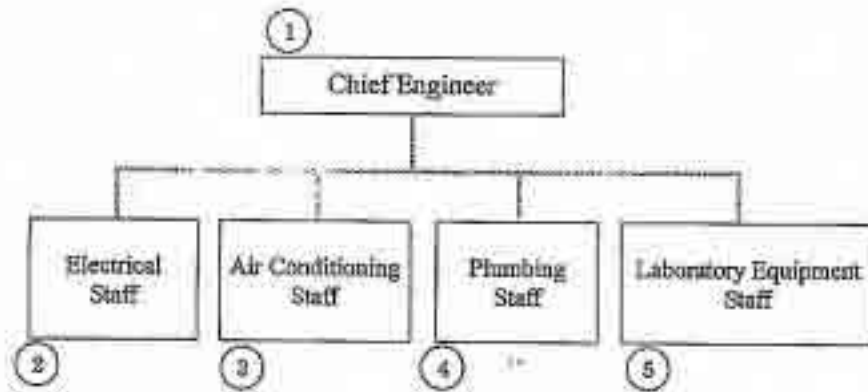 1
Chief Engineer
Electrical
Staff
Air Conditioning
Staff
Plumbing
Staff
Laboratory Equipment
Staff
2
3
4
5